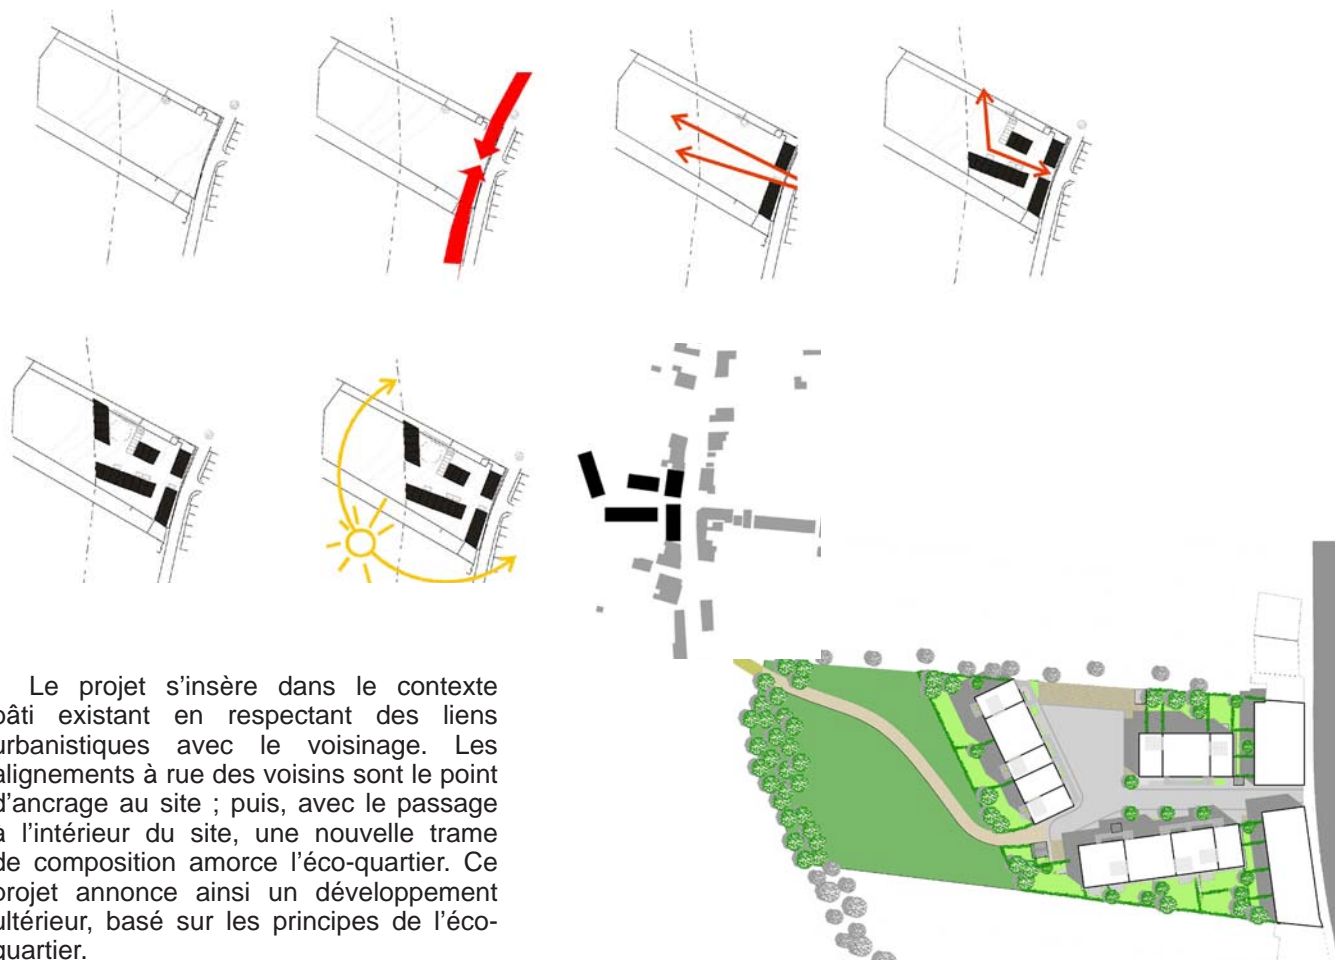 Le projet s’insère dans le contexte
bâti existant en respectant des liens
urbanistiques avec le voisinage. Les
alignements à rue des voisins sont le point
d’ancrage au site ; puis, avec le passage
à l’intérieur du site, une nouvelle trame
de composition amorce l’éco-quartier. Ce
projet annonce ainsi un développement
ultérieur, basé sur les principes de l’éco-
quartier.